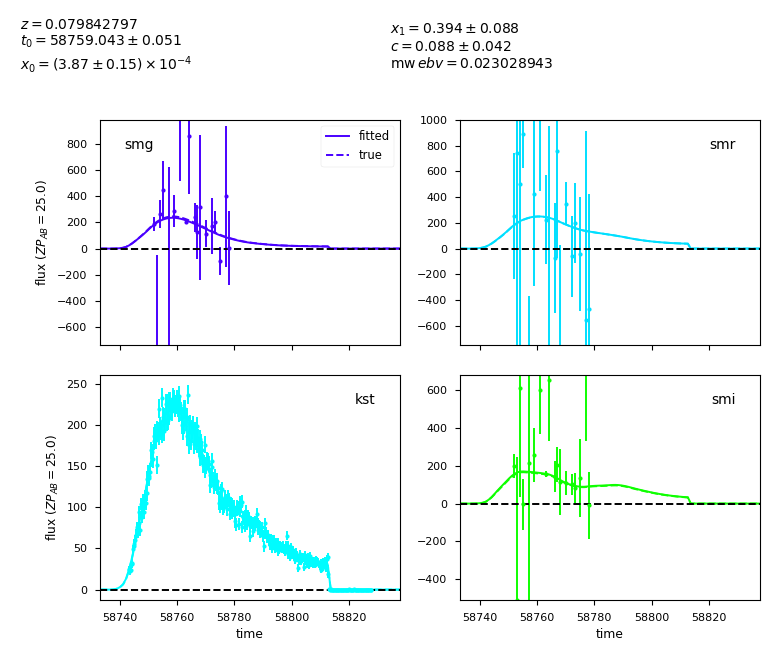 z = 0.079842797
t₀ = 58759.043 ± 0.051
x₀ = (3.87 ± 0.15) × 10⁻⁴
x₁ = 0.394 ± 0.088
c = 0.088 ± 0.042
mw ebv = 0.023028943
smg
fitted
true
flux (ZP_AB = 25.0)
800
600
400
200
0
−200
−400
−600
smr
1000
800
600
400
200
0
−200
−400
−600
kst
flux (ZP_AB = 25.0)
250
200
150
100
50
0
58740 58760 58780 58800 58820
time
smi
600
400
200
0
−200
−400
58740 58760 58780 58800 58820
time